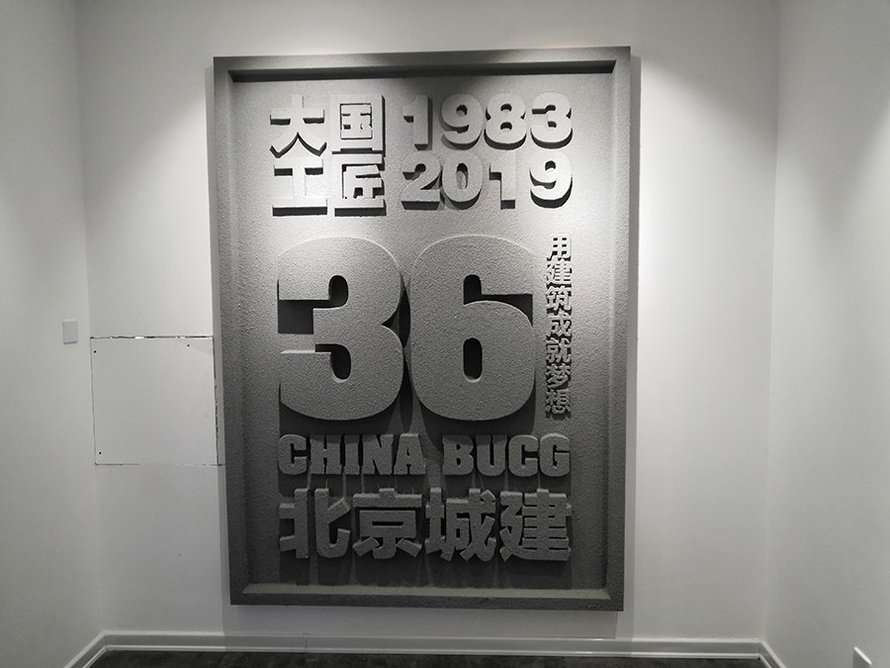 大国 1983
工匠 2019
36
用建筑成就梦想
CHINA BUCG
北京城建